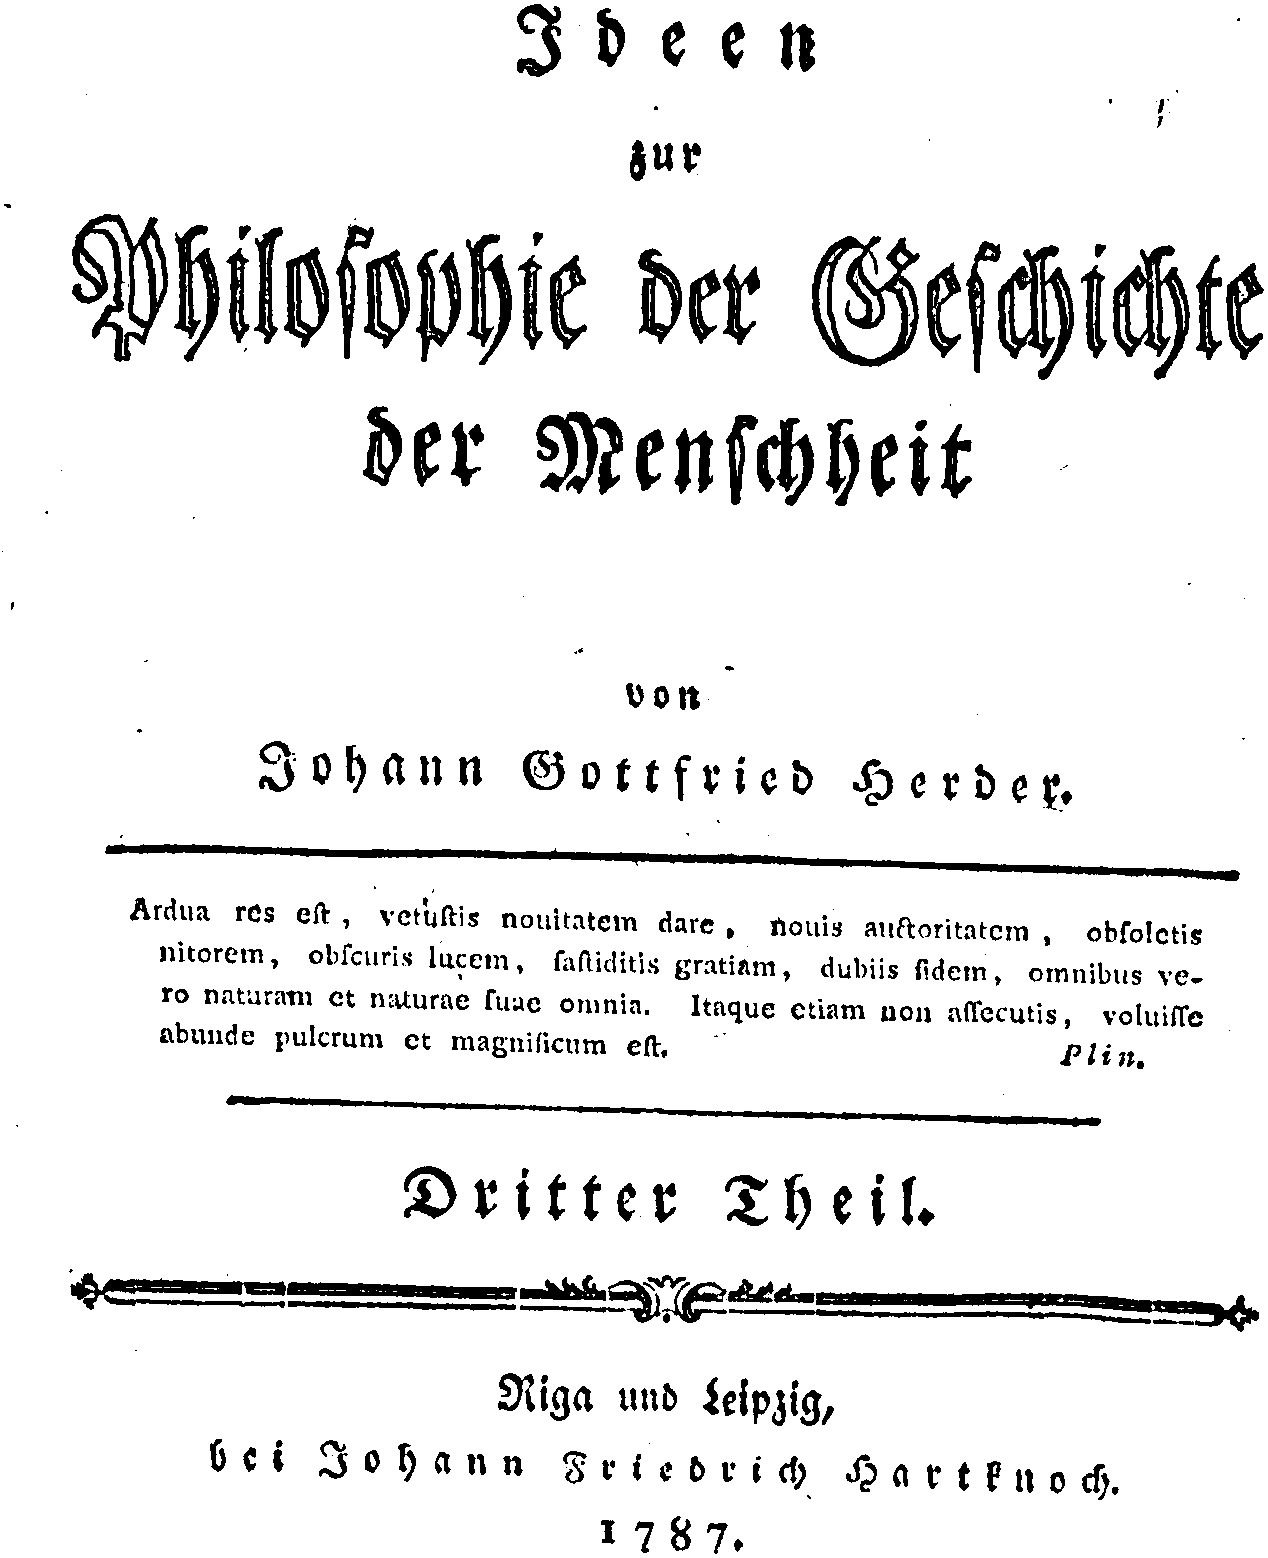 Ideen
zur
Philosophie der Geschichte
der Menschheit
von
Johann Gottfried Herder.
Ardua res eſt, vetuſtis nouitatem dare, nouis auctoritatem, obſoletis
nitorem, obſcuris lucem, faſtiditis gratiam, dubiis fidem, omnibus ve-
ro naturam et naturae ſuae omnia. Itaque etiam non aſſecutis, voluiſſe
abunde pulcrum et magnificum eſt.
Plin.
Dritter Theil.
Riga und Leipzig,
bei Johann Friedrich Hartknoch.
1787.